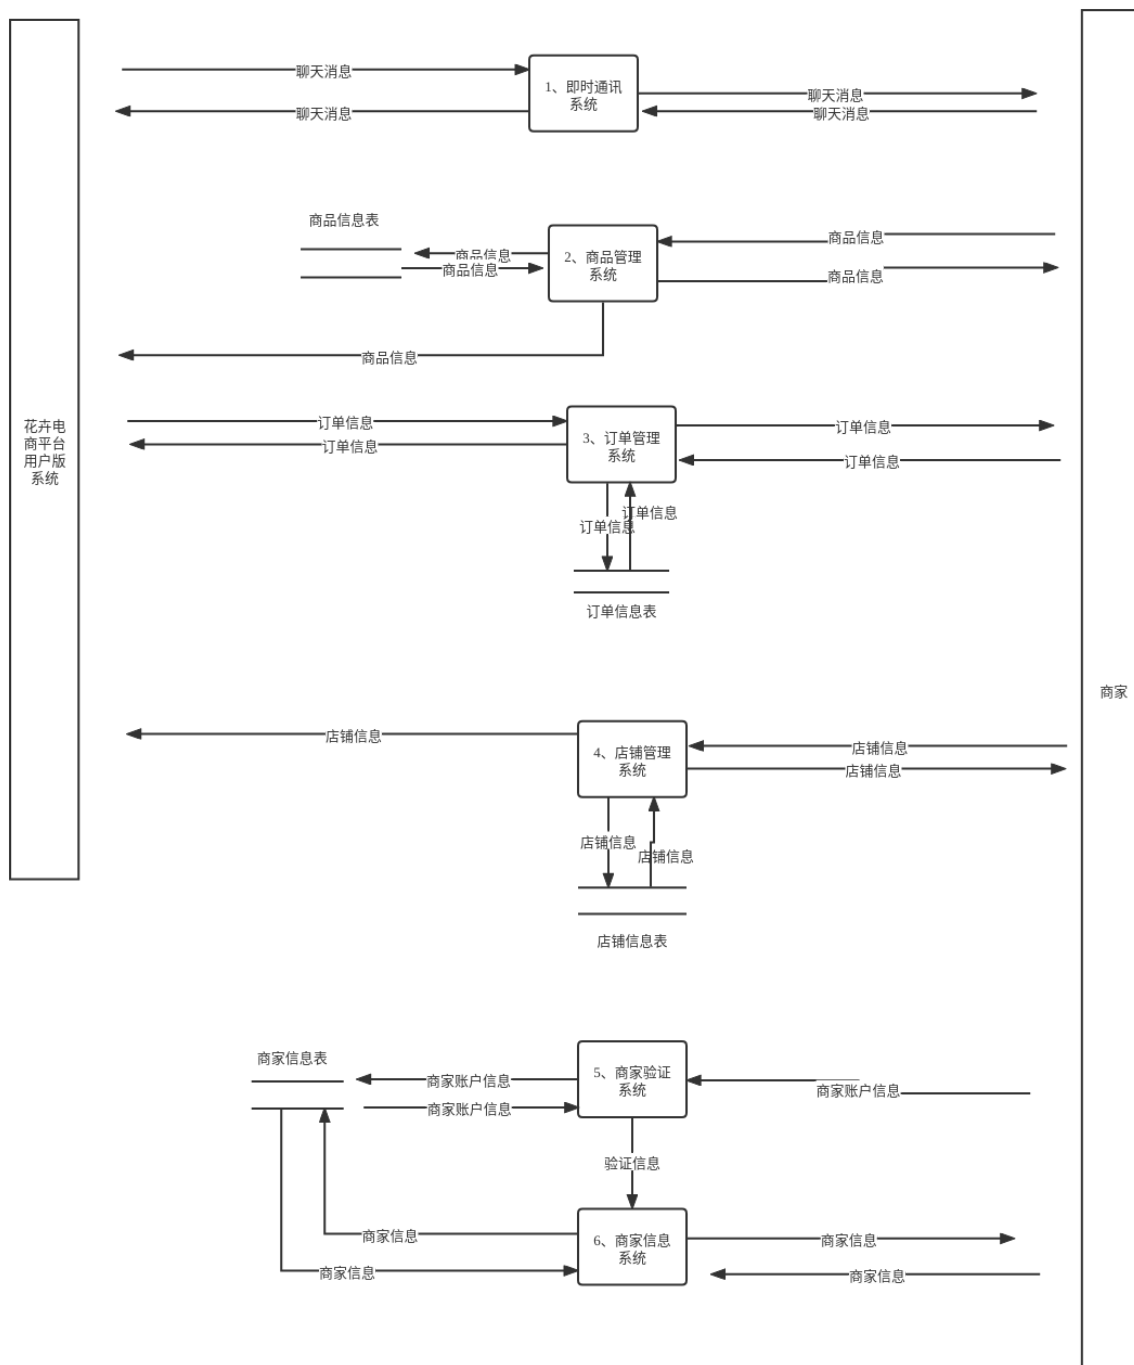 聊天消息
1、即时通讯
系统
聊天消息
聊天消息
聊天消息
商品信息表
商品信息
2、商品管理
系统
商品信息
商品信息
商品信息
商品信息
花卉电
商平台
用户版
系统
订单信息
3、订单管理
系统
订单信息
订单信息
订单信息
订单信息
订单信息
订单信息表
商家
店铺信息
4、店铺管理
系统
店铺信息
店铺信息
店铺信息
店铺信息
店铺信息表
商家信息表
商家账户信息
5、商家验证
系统
商家账户信息
商家账户信息
验证信息
商家信息
6、商家信息
系统
商家信息
商家信息
商家信息